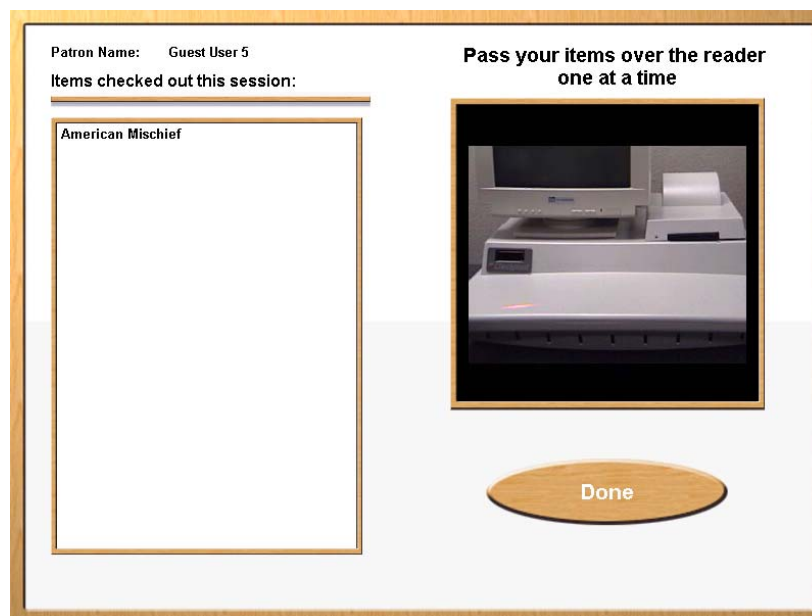 Patron Name: Guest User 5
Items checked out this session:
American Mischief
Pass your items over the reader
one at a time
Done